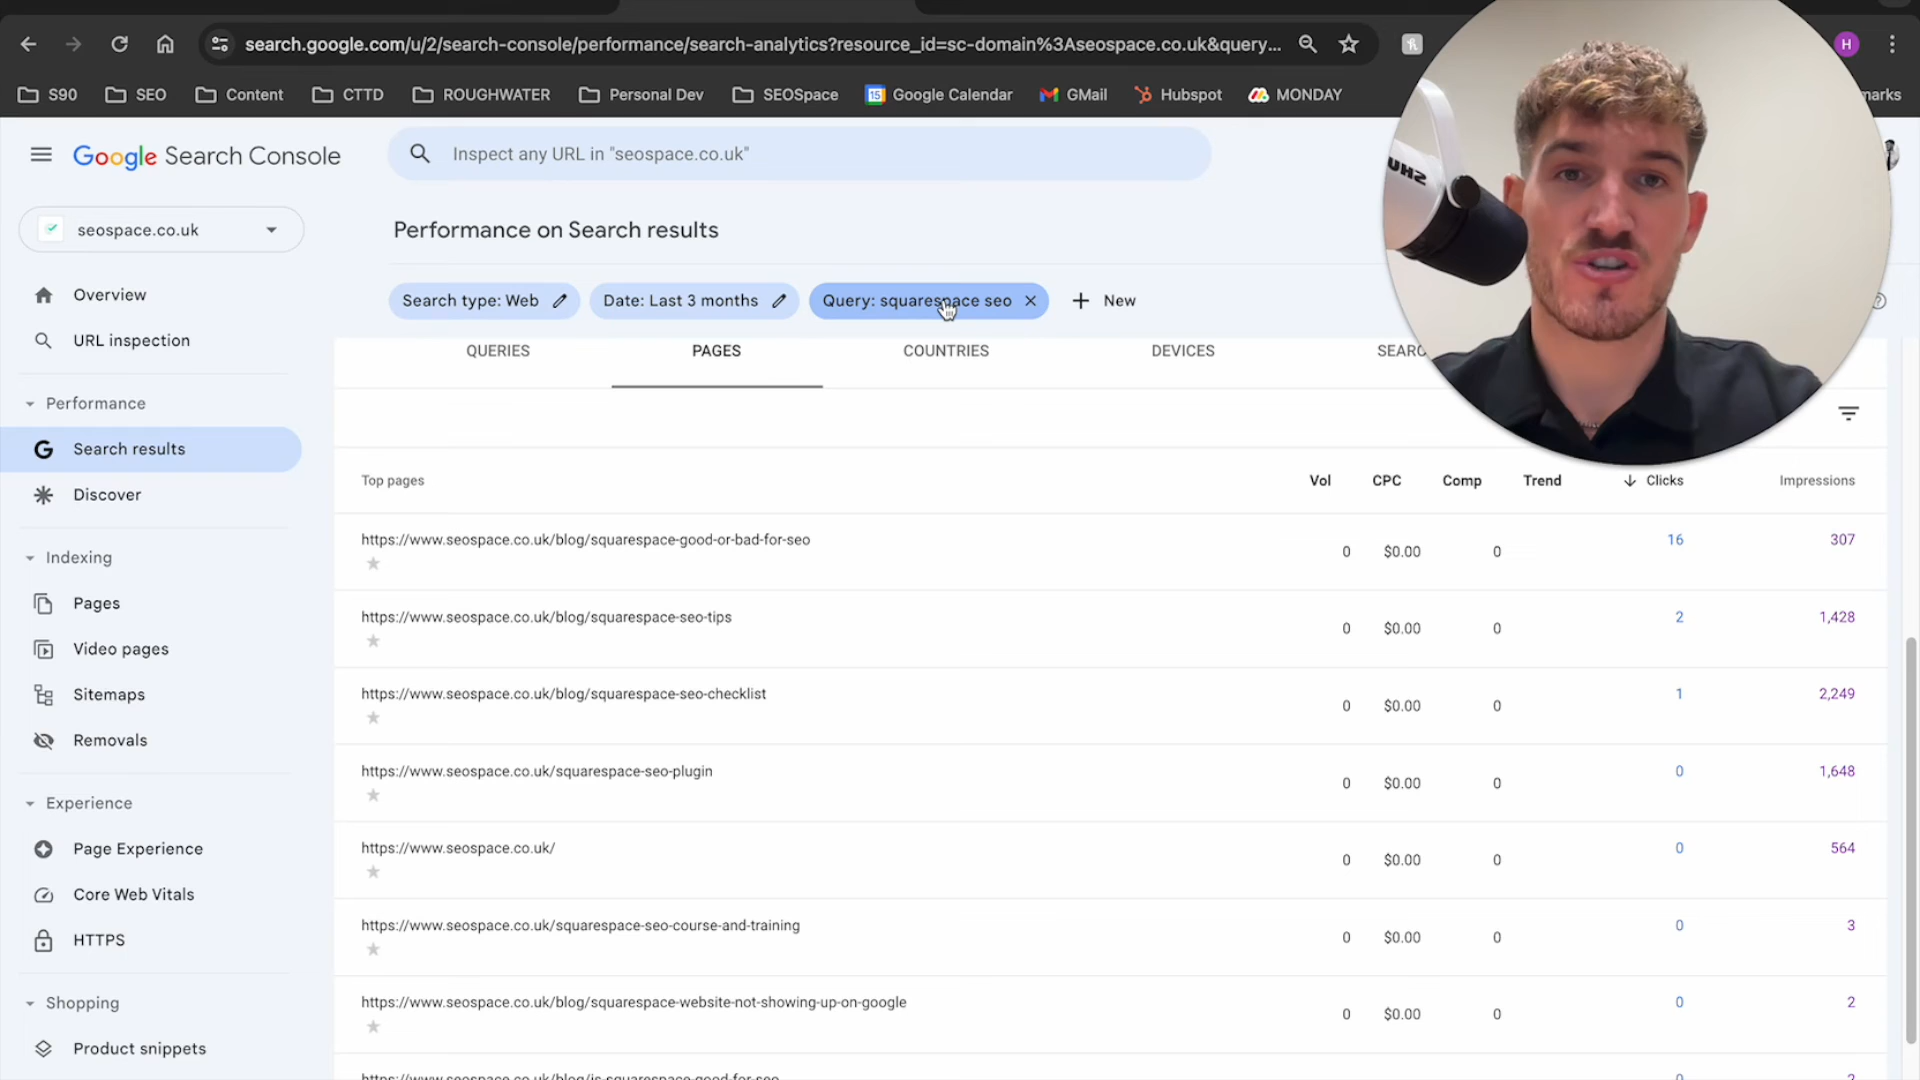 search.google.com/u/2/search-console/performance/search-analytics?resource_id=sc-domain%3Aseospace.co.uk&query...
H
S90
SEO
Content
CTTD
ROUGHWATER
Personal Dev
SEOSpace
15
Google Calendar
GMail
Hubspot
MONDAY
Google Search Console
Inspect any URL in "seospace.co.uk"
seospace.co.uk
Performance on Search results
Search type: Web
Date: Last 3 months
Query: squarespace seo
New
QUERIES PAGES COUNTRIES DEVICES
Top pages Vol CPC Comp Trend Clicks Impressions
https://www.seospace.co.uk/blog/squarespace-good-or-bad-for-seo
0 $0.00 0 16 307
https://www.seospace.co.uk/blog/squarespace-seo-tips
0 $0.00 0 2 1,428
https://www.seospace.co.uk/blog/squarespace-seo-checklist
0 $0.00 0 1 2,249
https://www.seospace.co.uk/squarespace-seo-plugin
0 $0.00 0 0 1,648
https://www.seospace.co.uk/
0 $0.00 0 0 564
https://www.seospace.co.uk/squarespace-seo-course-and-training
0 $0.00 0 0 3
https://www.seospace.co.uk/blog/squarespace-website-not-showing-up-on-google
0 $0.00 0 0 2
Overview
URL inspection
Performance
Search results
Discover
Indexing
Pages
Video pages
Sitemaps
Removals
Experience
Page Experience
Core Web Vitals
HTTPS
Shopping
Product snippets